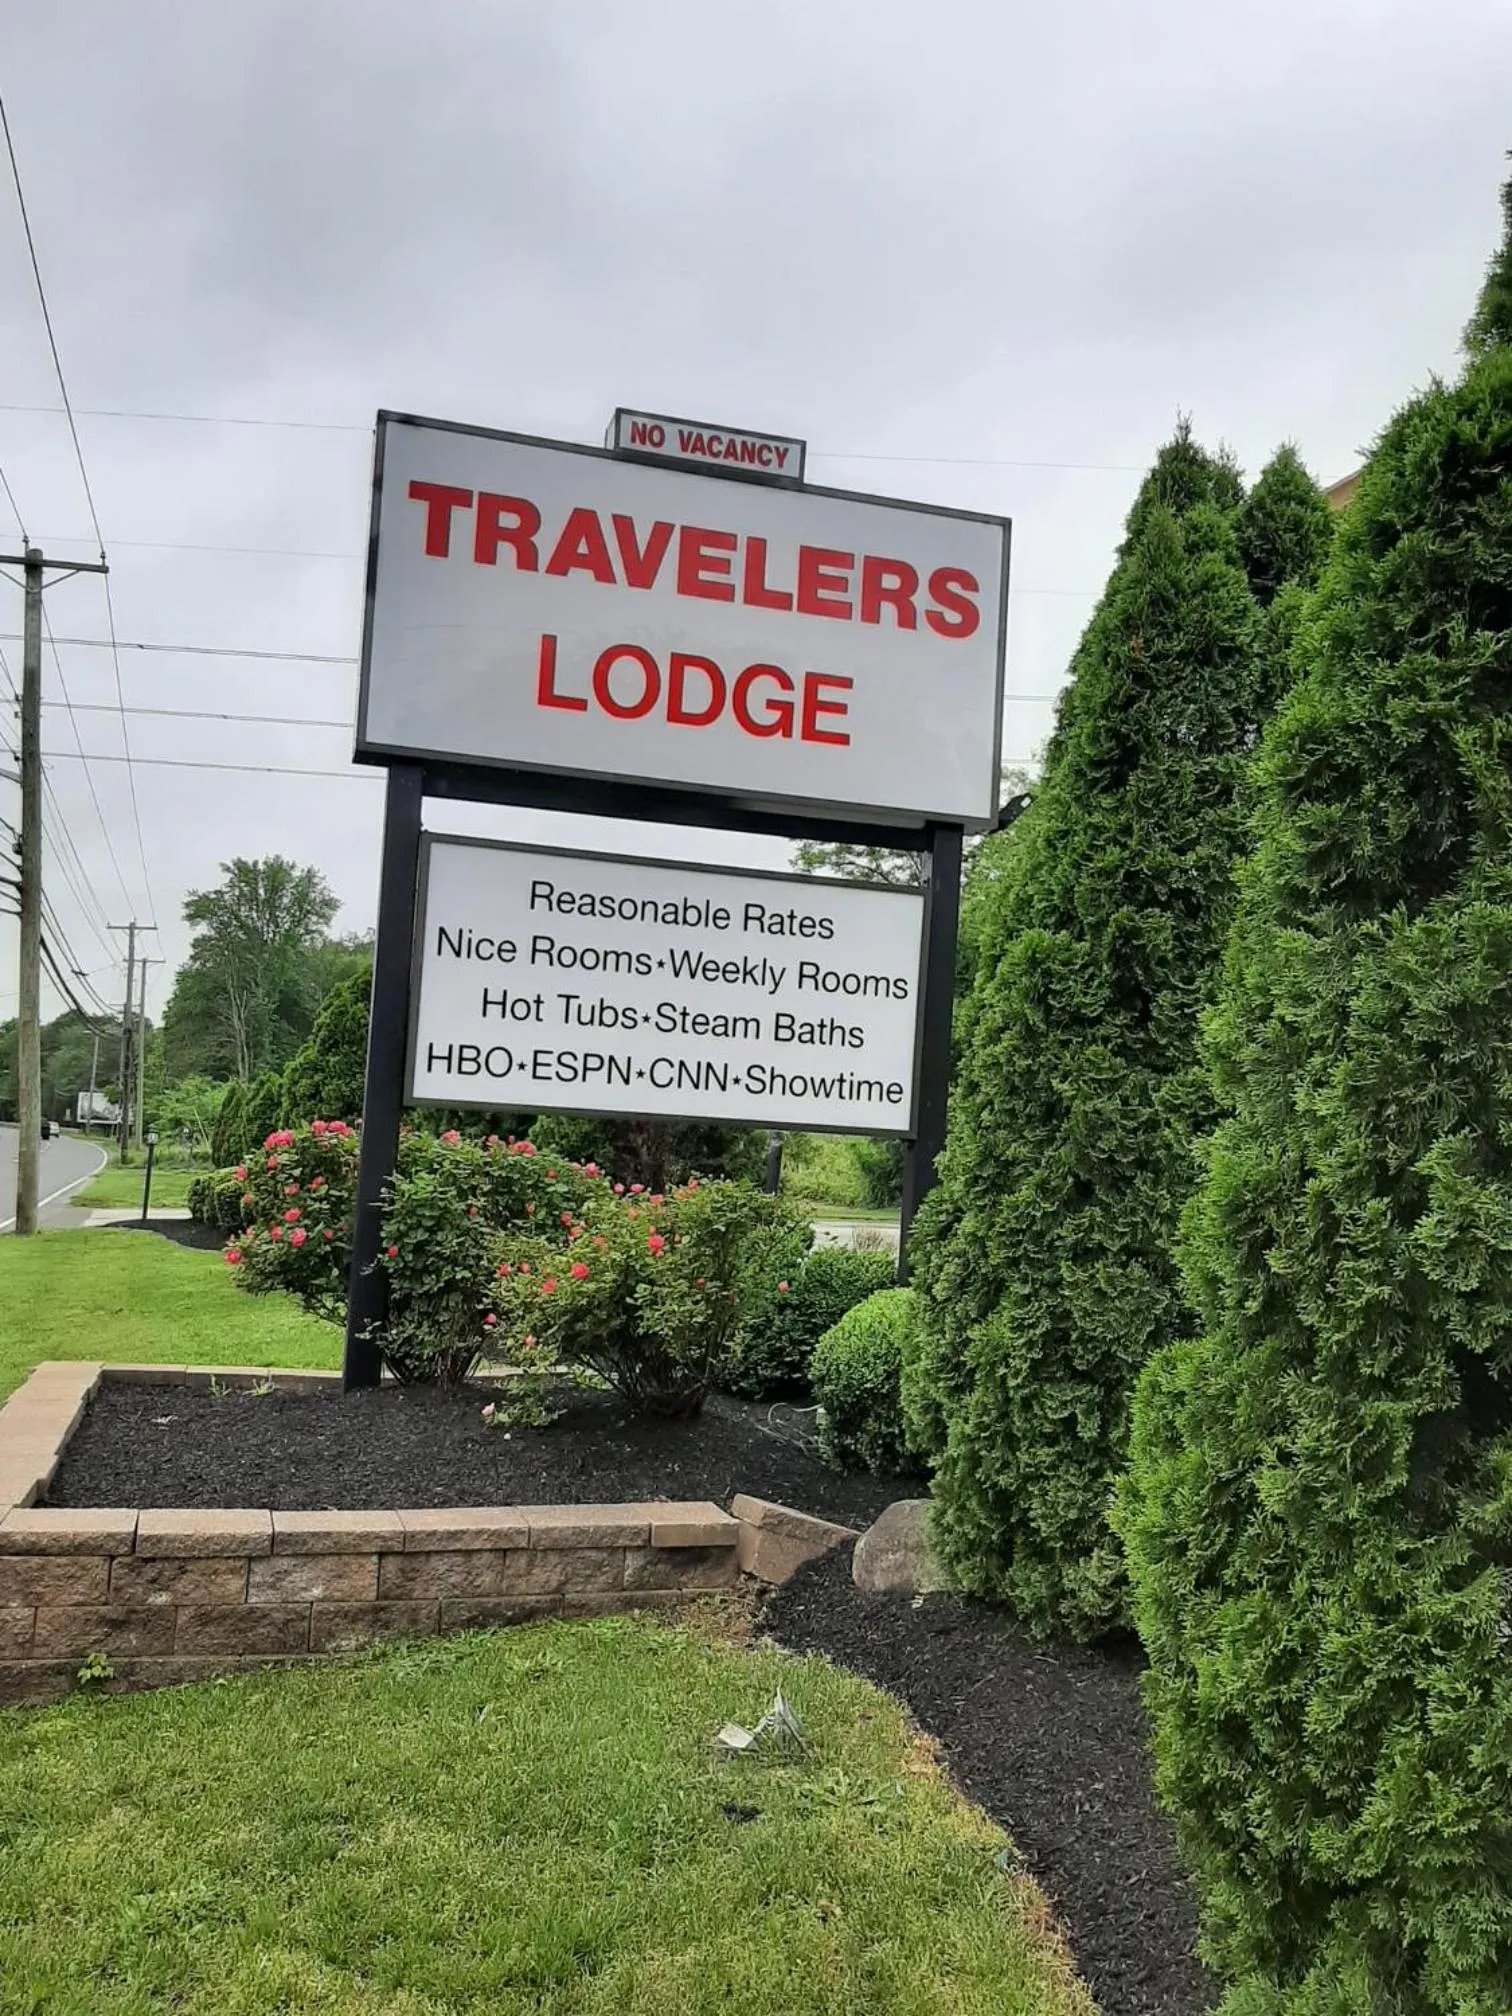 NO VACANCY
TRAVELERS
LODGE
Reasonable Rates
Nice Rooms⋆Weekly Rooms
Hot Tubs⋆Steam Baths
HBO⋆ESPN⋆CNN⋆Showtime